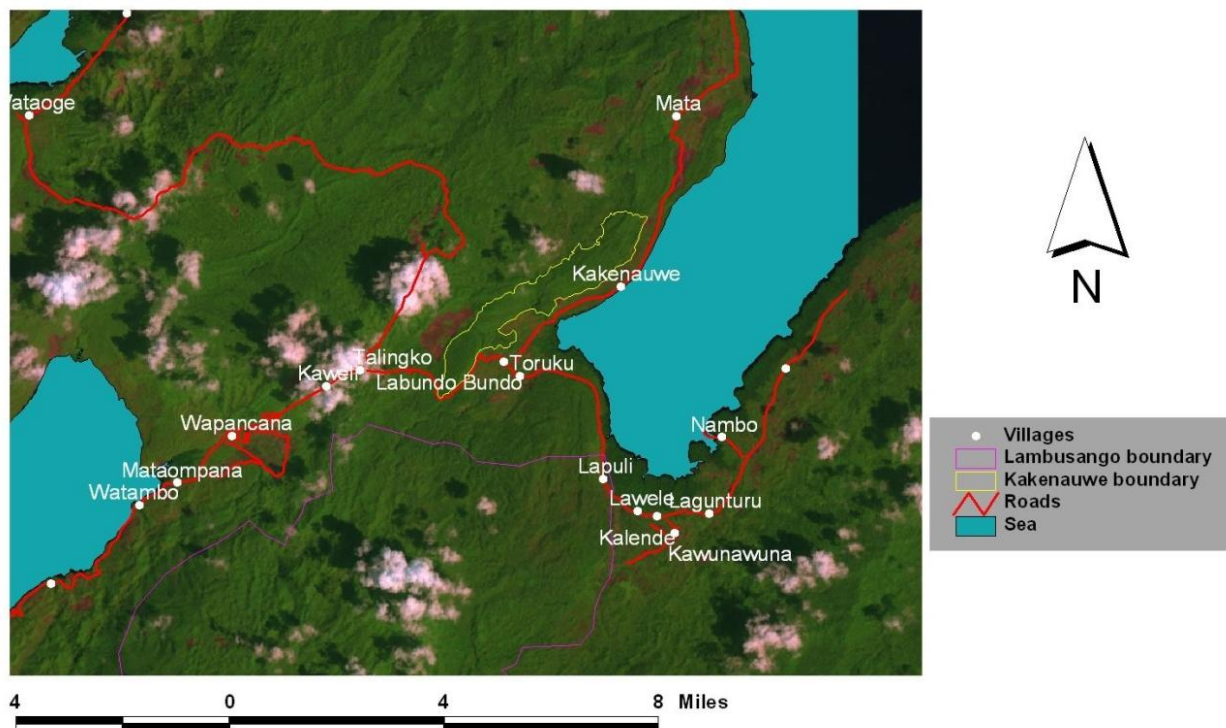 Wataoge
Mata
Kakenauwe
Talingko
Toruku
Kaweli
Labundo Bundo
Wapancana
Nambo
Mataompana
Lapuli
Watambo
Lawele
Lagunturu
Kalende
Kawunawuna
N
Villages
Lambusango boundary
Kakenauwe boundary
Roads
Sea
4 0 4 8 Miles